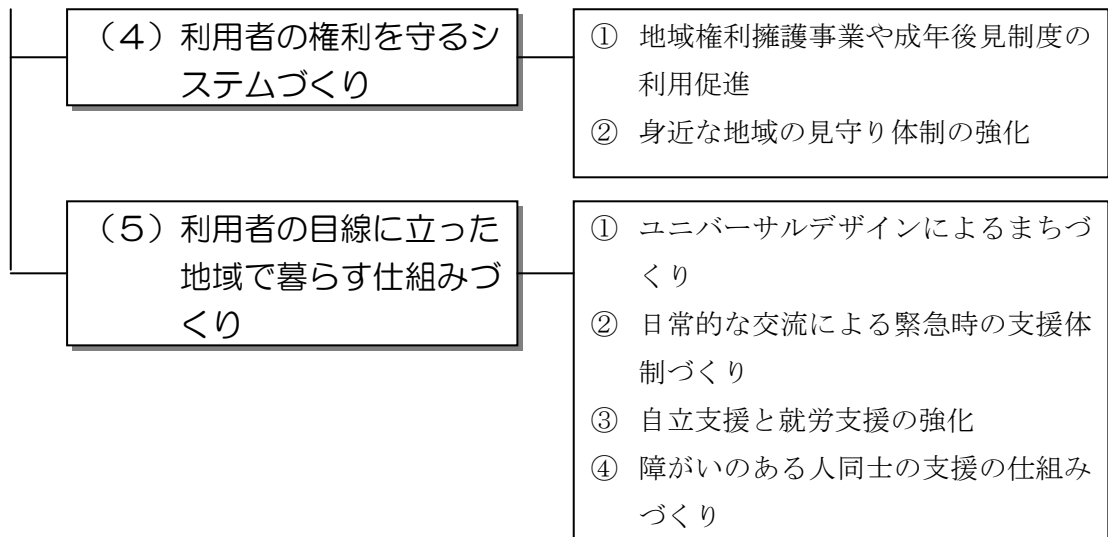 （４）利用者の権利を守るシ
ステムづくり
① 地域権利擁護事業や成年後見制度の
利用促進
② 身近な地域の見守り体制の強化
（５）利用者の目線に立った
地域で暮らす仕組みづ
くり
① ユニバーサルデザインによるまちづ
くり
② 日常的な交流による緊急時の支援体
制づくり
③ 自立支援と就労支援の強化
④ 障がいのある人同士の支援の仕組み
づくり